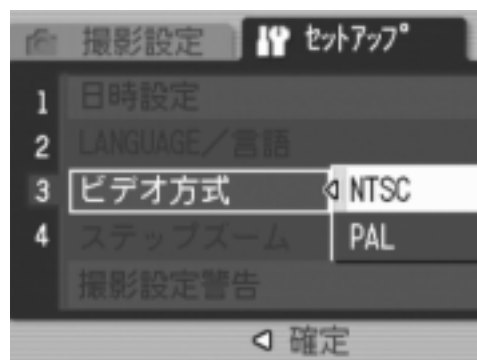 撮影設定 セットアップ
1 日時設定
2 LANGUAGE／言語
3 ビデオ方式 NTSC
4 ステップズーム PAL
撮影設定警告
確定